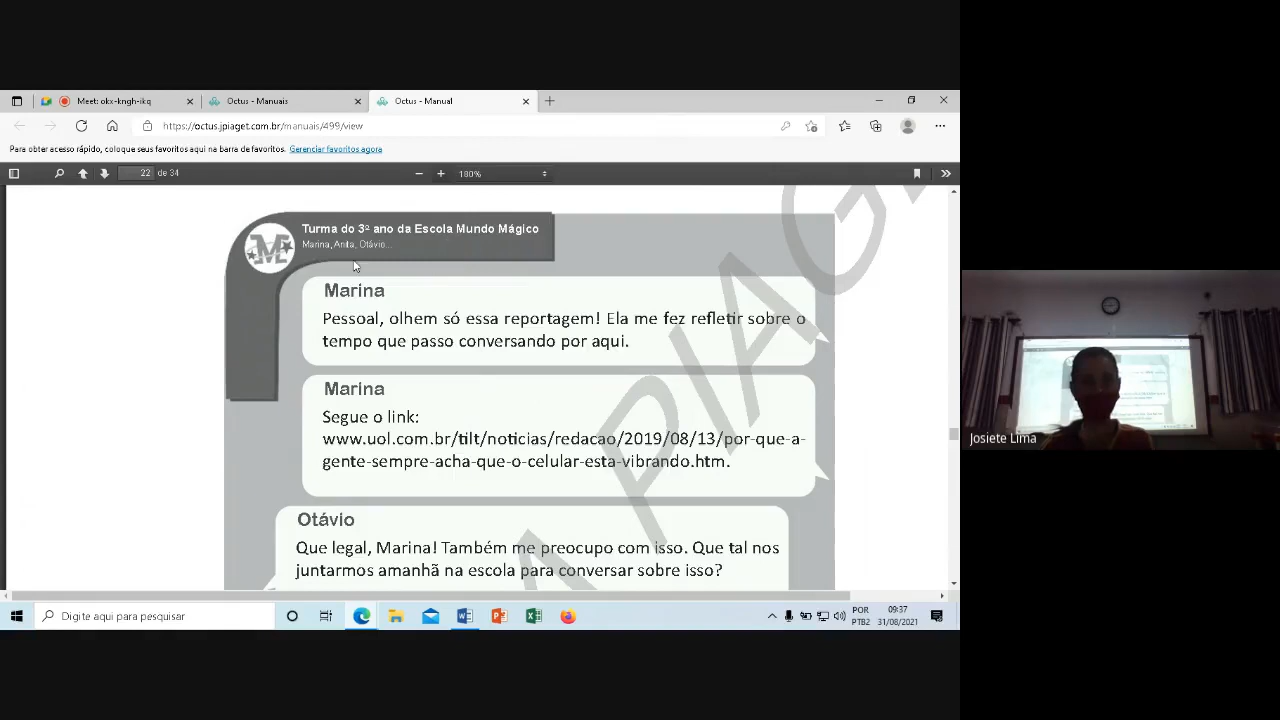 Meet: okx-kngh-ikq
Octus - Manuais
Octus - Manual
https://octus.jpiaget.com.br/manuais/499/view
Para obter acesso rápido, coloque seus favoritos aqui na barra de favoritos. Gerenciar favoritos agora
22 de 34
180%
Turma do 3º ano da Escola Mundo Mágico
Marina, Anita, Otávio...
M
Marina
Pessoal, olhem só essa reportagem! Ela me fez refletir sobre o
tempo que passo conversando por aqui.
Marina
Segue o link:
www.uol.com.br/tilt/noticias/redacao/2019/08/13/por-que-a-
gente-sempre-acha-que-o-celular-esta-vibrando.htm.
Otávio
Que legal, Marina! Também me preocupo com isso. Que tal nos
juntarmos amanhã na escola para conversar sobre isso?
M PIAGE
Josiete Lima
Digite aqui para pesquisar
POR
PTB2
09:37
31/08/2021